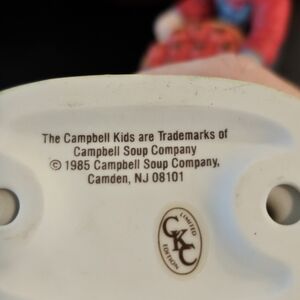 The Campbell Kids are Trademarks of
Campbell Soup Company
© 1985 Campbell Soup Company,
Camden, NJ 08101
LIMITED
CKC
EDITION